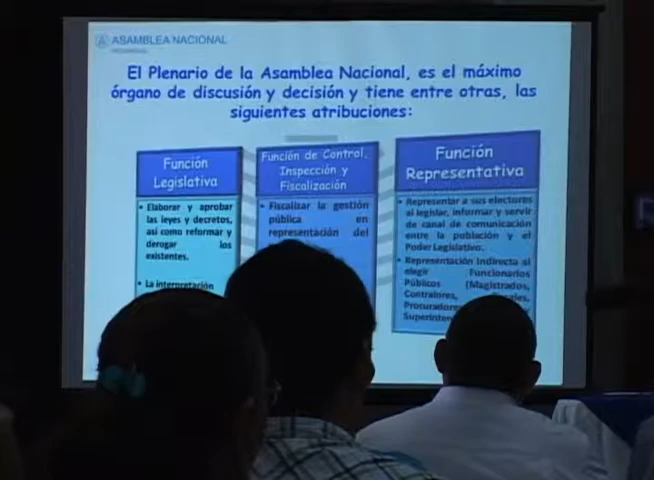 ASAMBLEA NACIONAL
El Plenario de la Asamblea Nacional, es el máximo
órgano de discusión y decisión y tiene entre otras, las
siguientes atribuciones:
Función
Legislativa
• Elaborar y aprobar
las leyes y decretos,
asi como reformar y
derogar los
existentes.
• La interpretación
Función de Control,
Inspección y
Fiscalización
• Fiscalizar la gestión
pública en
representación del
Función
Representativa
• Representar a sus electores
al legislar, informar y servir
de canal de comunicación
entre la población y el
Poder Legislativo.
• Representación Indirecta al
elegir Funcionarios
Públicos (Magistrados,
Contralores,